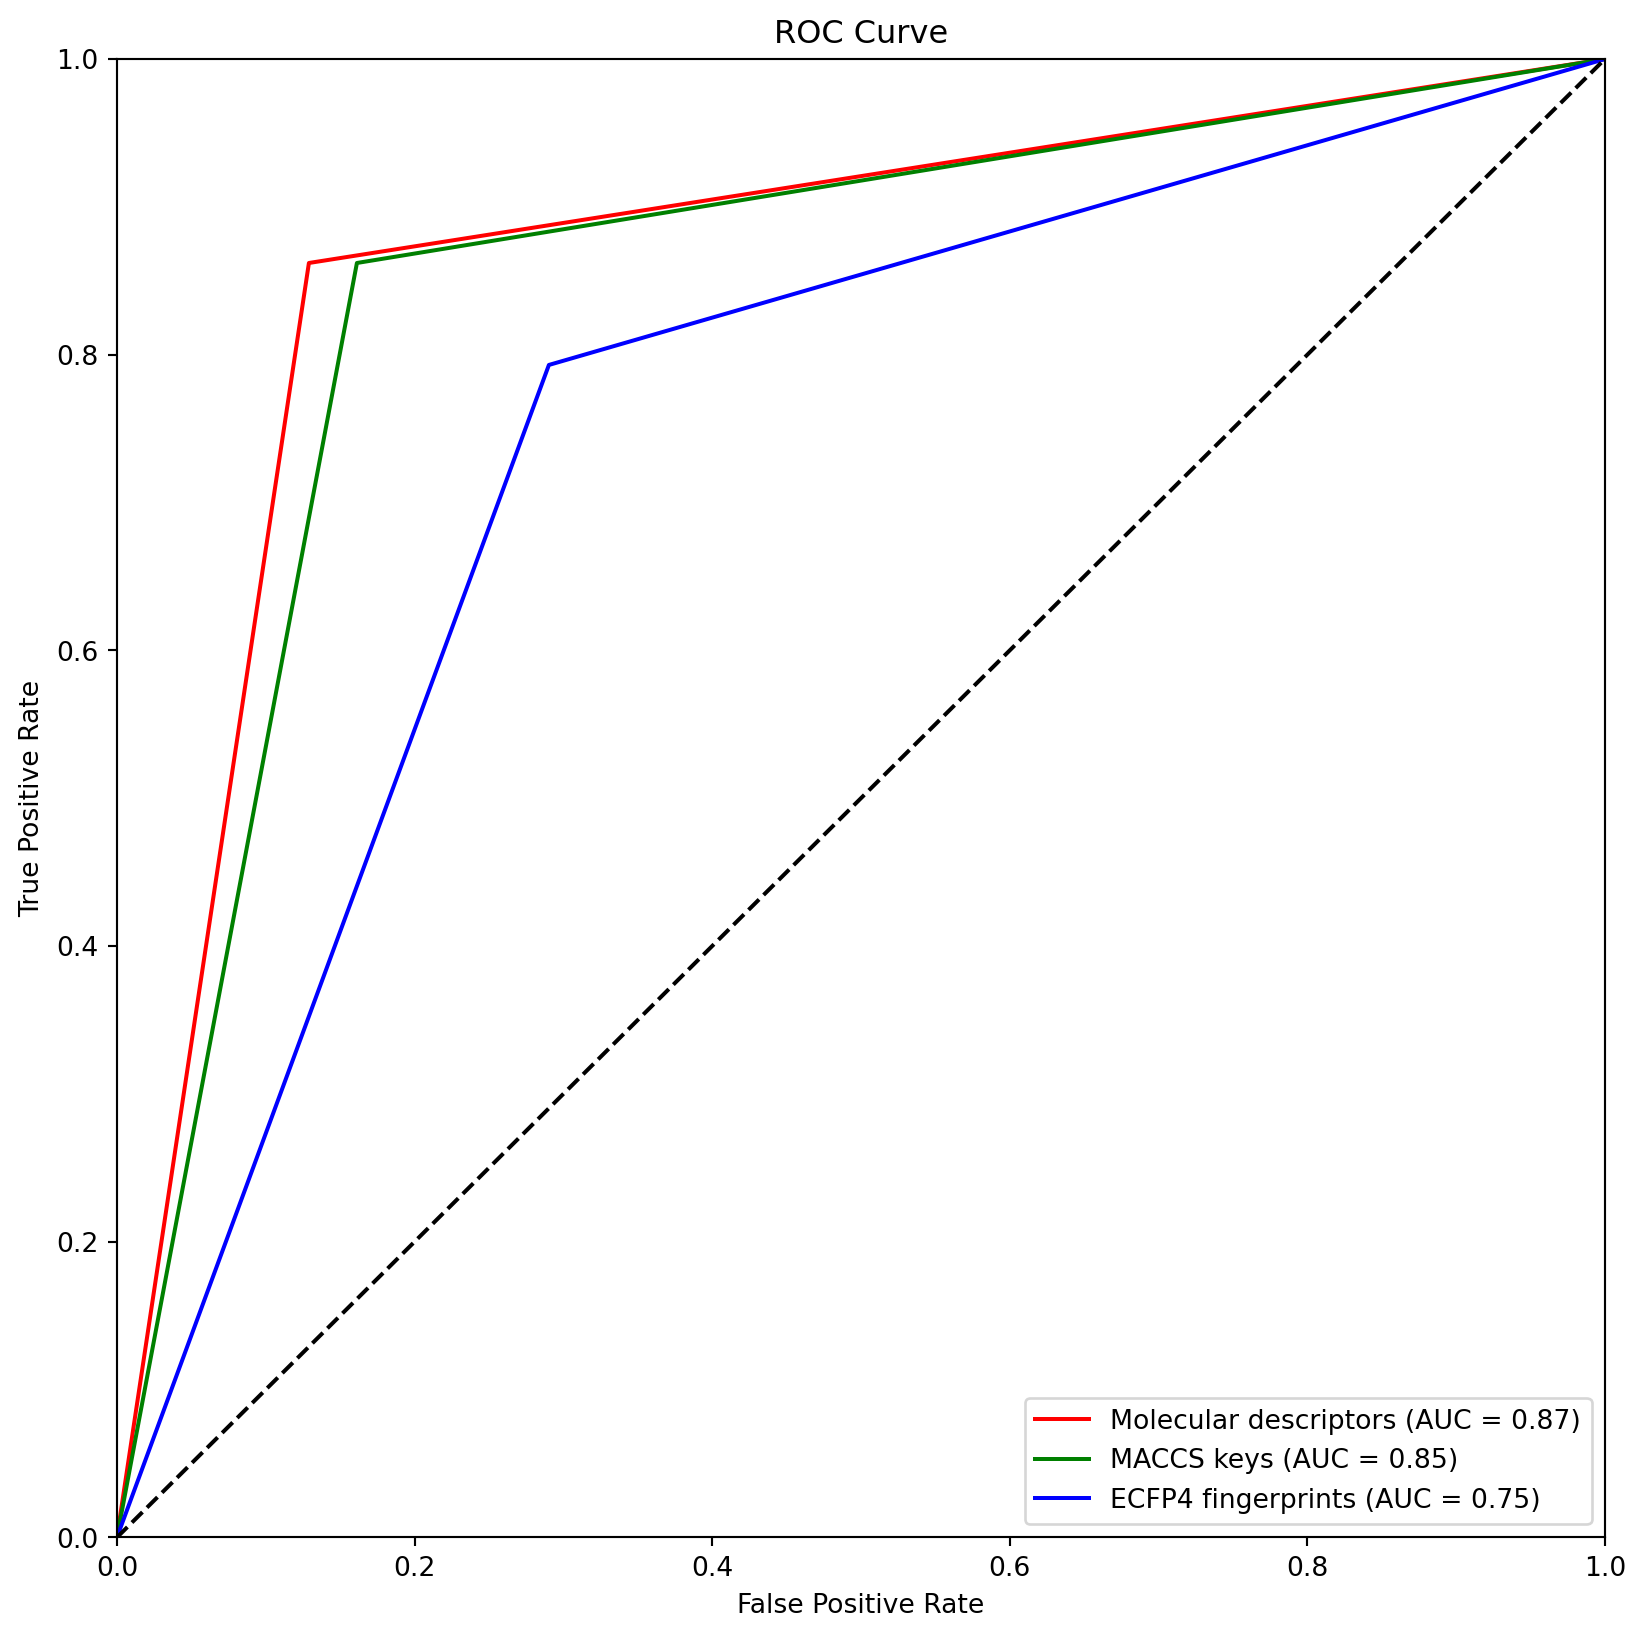 ROC Curve
1.0
0.8
0.6
0.4
0.2
0.0
True Positive Rate
0.0 0.2 0.4 0.6 0.8 1.0
False Positive Rate
Molecular descriptors (AUC = 0.87)
MACCS keys (AUC = 0.85)
ECFP4 fingerprints (AUC = 0.75)